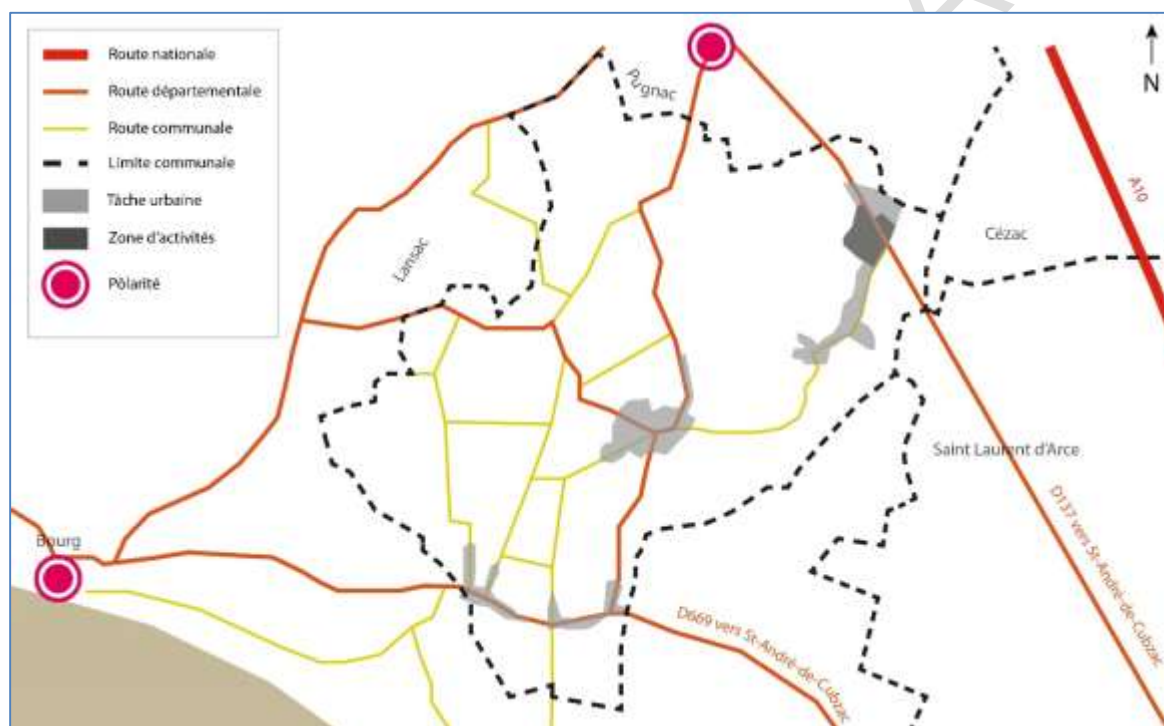 Route nationale
Route départementale
Route communale
Limite communale
Tâche urbaine
Zone d'activités
Pôlarité
N
Pugnac
A10
Cézac
Lansac
Saint Laurent d'Arce
D137 vers St-André-de-Cubzac
Bourg
D669 vers St-André-de-Cubzac